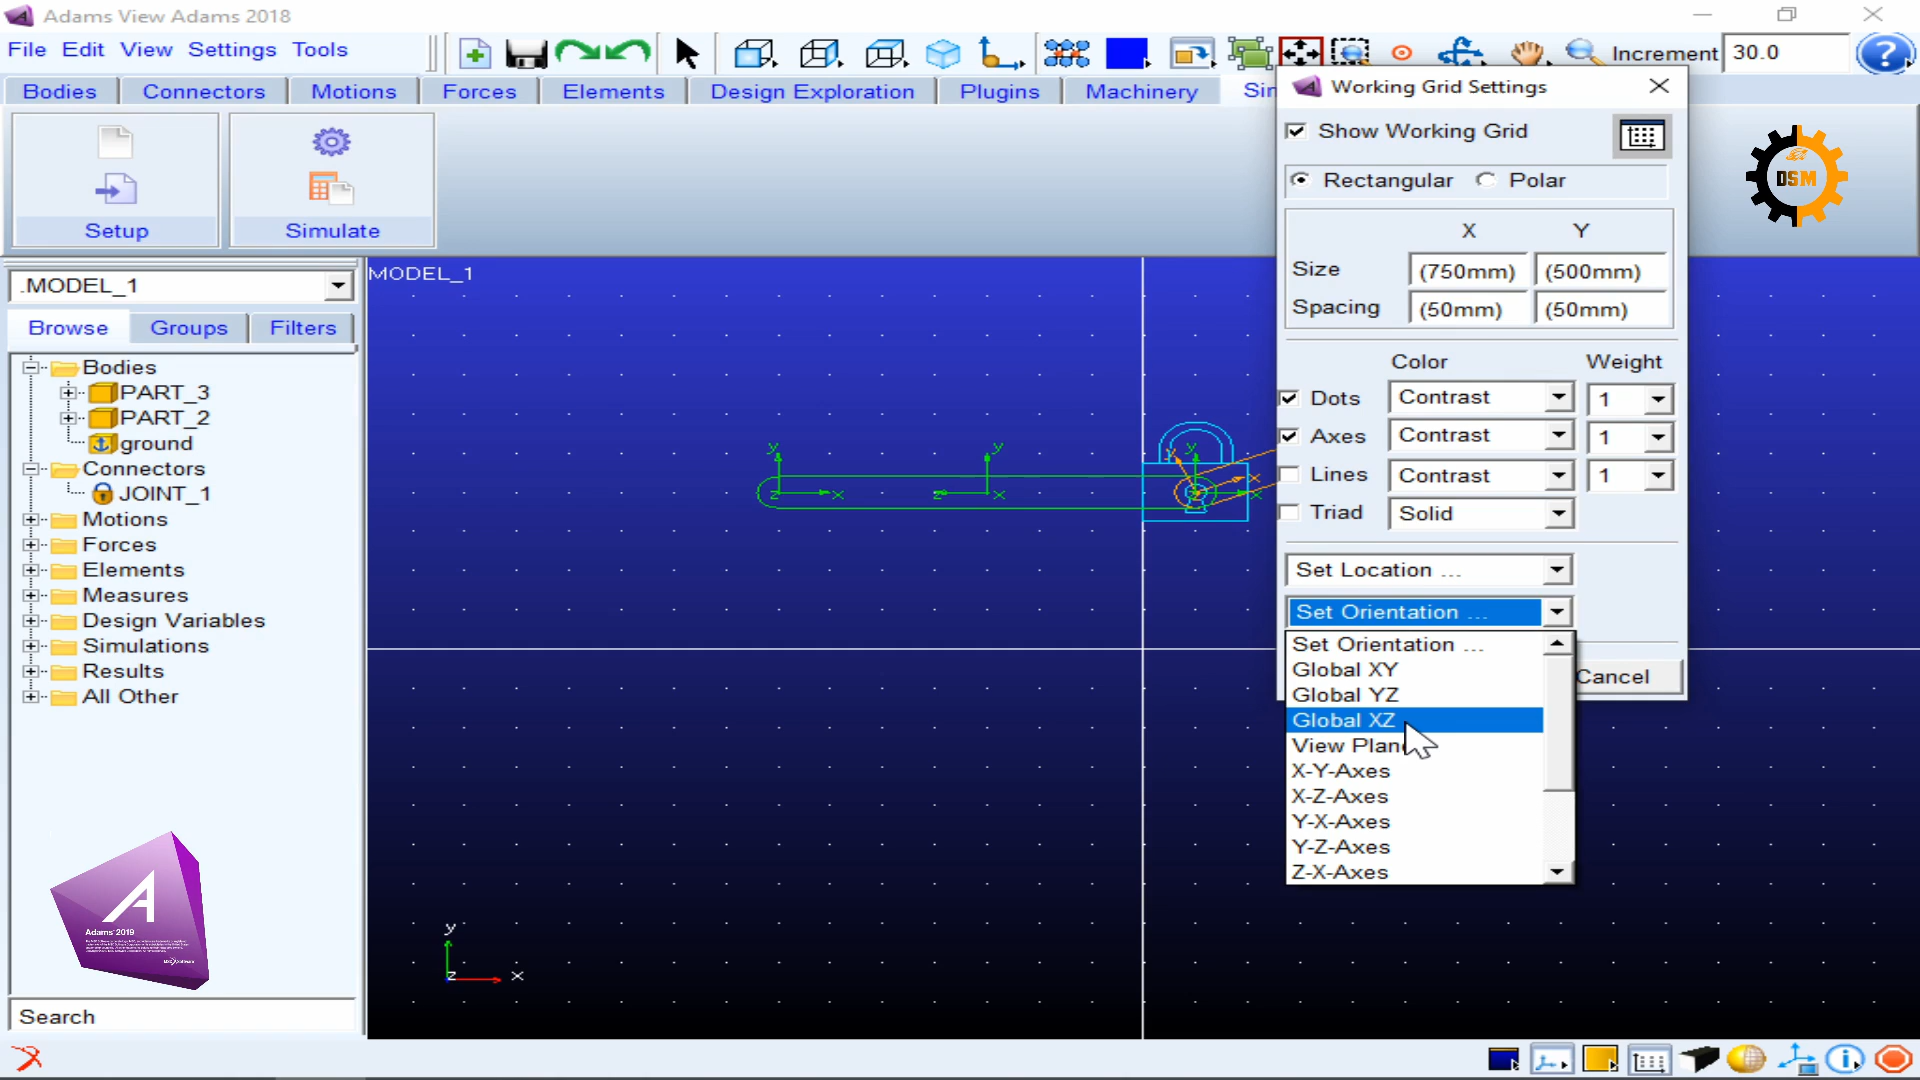 Adams View Adams 2018
File Edit View Settings Tools
Increment 30.0
Bodies Connectors Motions Forces Elements Design Exploration Plugins Machinery
Setup
Simulate
DSM
.MODEL_1
Browse Groups Filters
Bodies
PART_3
PART_2
ground
Connectors
JOINT_1
Motions
Forces
Elements
Measures
Design Variables
Simulations
Results
All Other
Adams 2019
Search
MODEL_1
y
y
y
y
x
x
x
x
z
z
y
x
z
Working Grid Settings
Show Working Grid
Rectangular Polar
X Y
Size (750mm) (500mm)
Spacing (50mm) (50mm)
Color Weight
Dots Contrast 1
Axes Contrast 1
Lines Contrast 1
Triad Solid
Set Location ...
Set Orientation ...
Set Orientation ...
Global XY
Global YZ
Global XZ
View Plan
X-Y-Axes
X-Z-Axes
Y-X-Axes
Y-Z-Axes
Z-X-Axes
Cancel